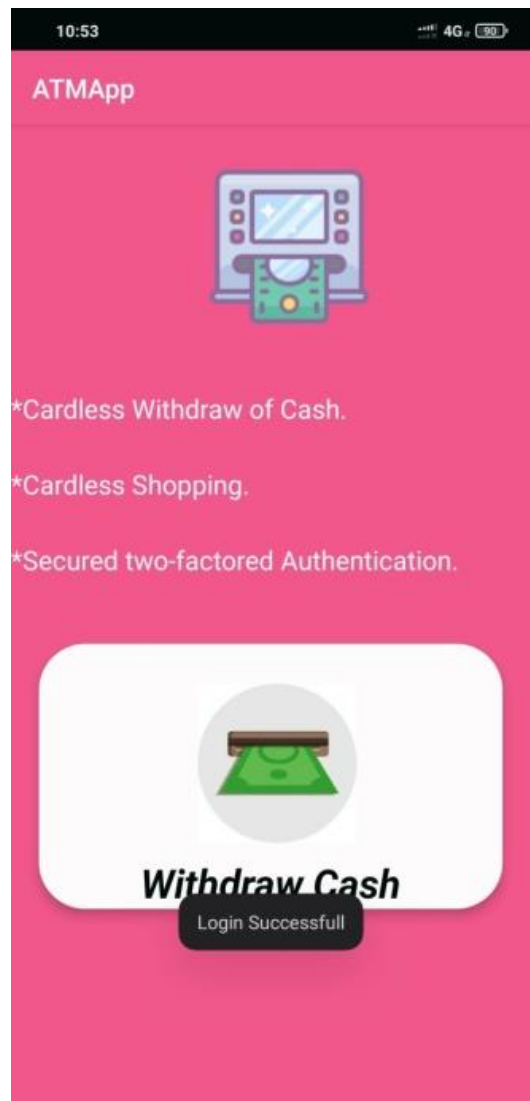 10:53 4G 90
ATMApp
*Cardless Withdraw of Cash.
*Cardless Shopping.
*Secured two-factored Authentication.
Withdraw Cash
Login Successfull